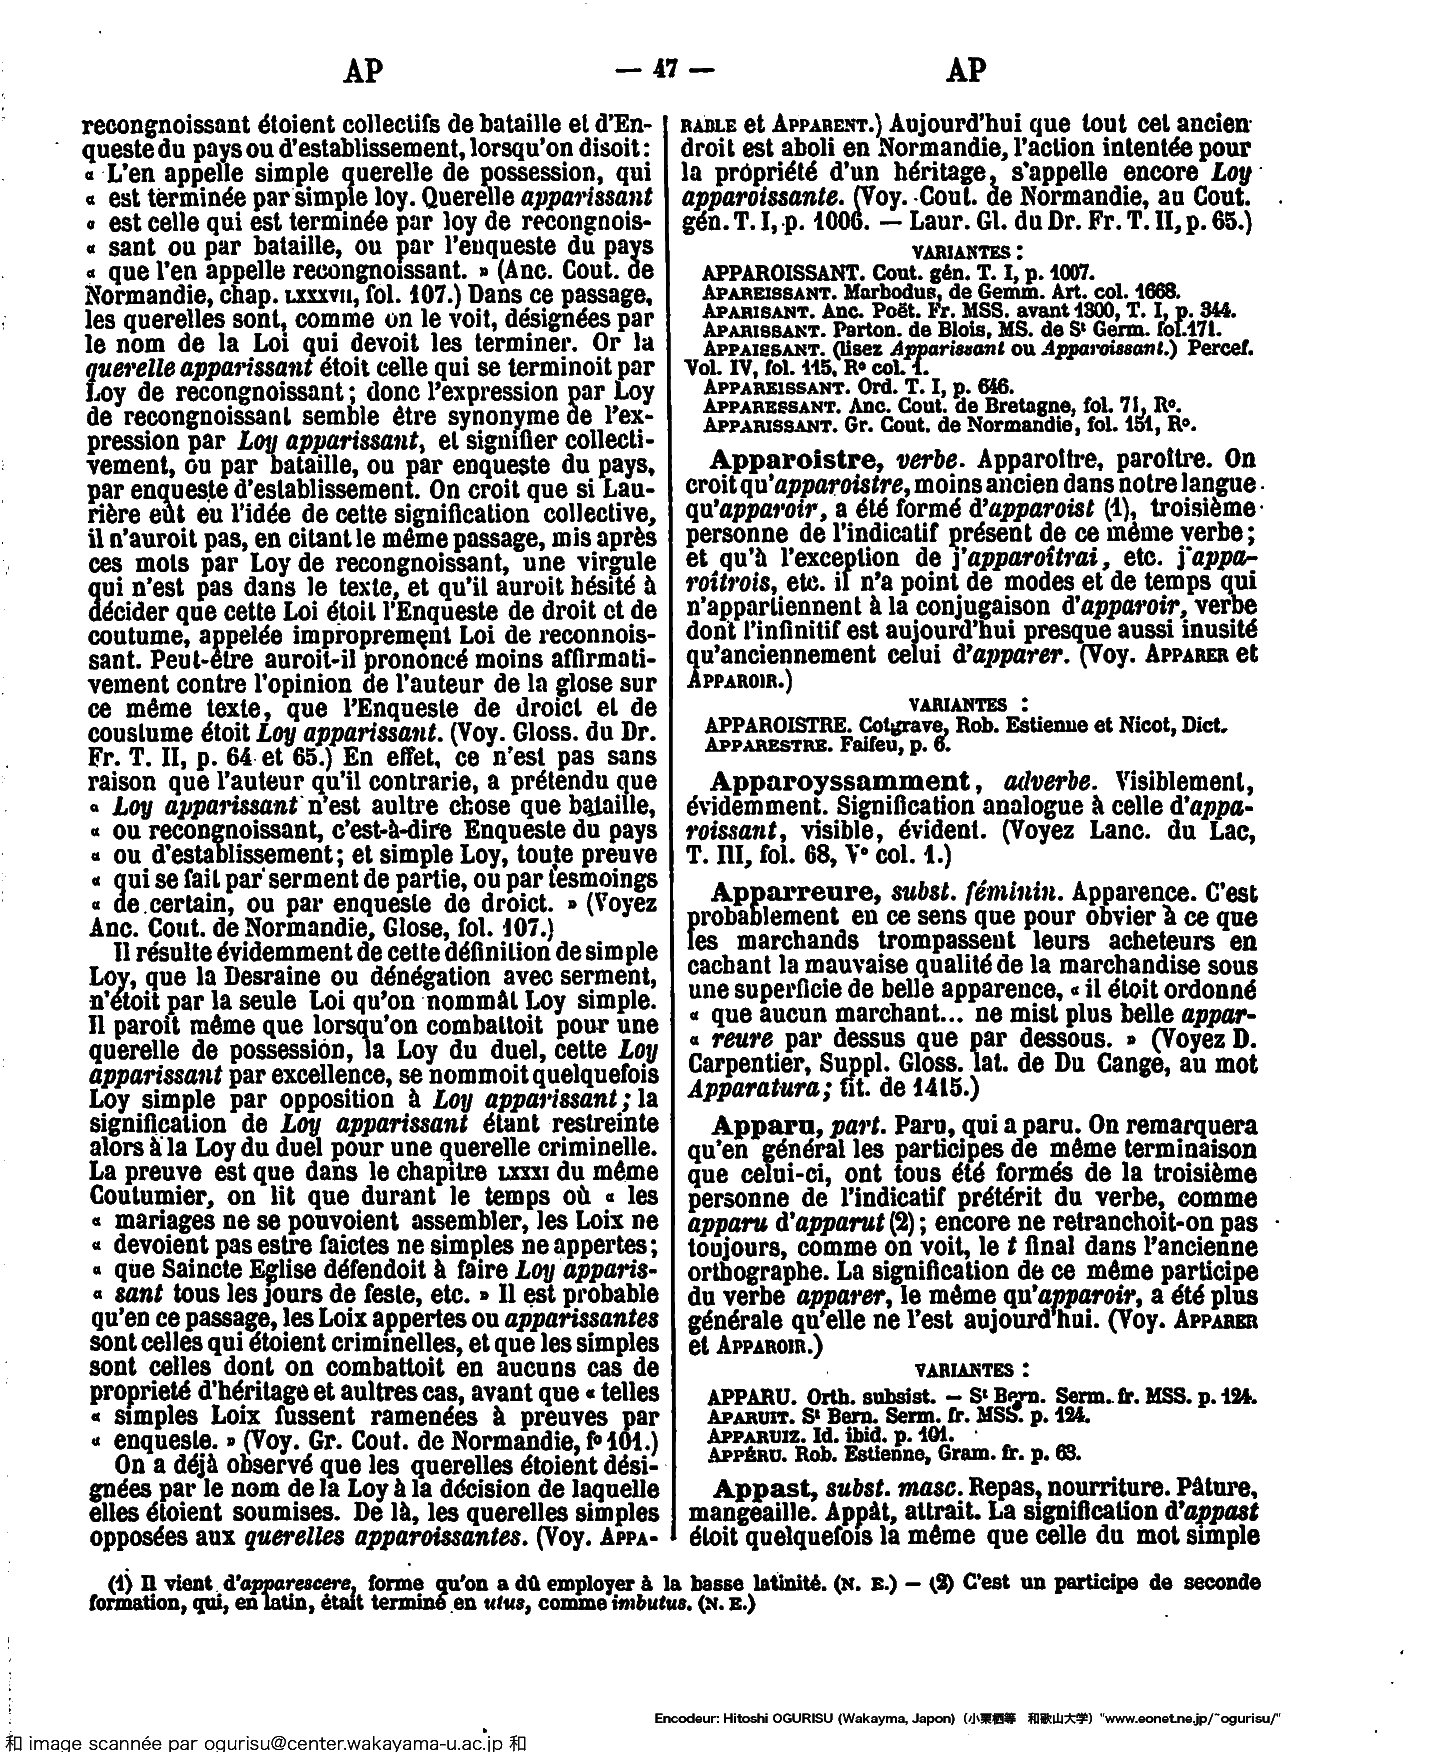 AP
— 47 —
AP
recongnoissant étoient collectifs de bataille et d'En-
queste du pays ou d'establissement, lorsqu'on disoit :
« L'en appelle simple querelle de possession, qui
« est terminée par simple loy. Querelle apparissant
« est celle qui est terminée par loy de recongnois-
« sant ou par bataille, ou par l'enqueste du pays
« que l'en appelle recongnoissant. » (Anc. Cout. de
Normandie, chap. LXXXVII, fol. 107.) Dans ce passage,
les querelles sont, comme on le voit, désignées par
le nom de la Loi qui devoit les terminer. Or la
querelle apparissant étoit celle qui se terminoit par
Loy de recongnoissant ; donc l'expression par Loy
de recongnoissant semble être synonyme de l'ex-
pression par Loy apparissant, et signifier collecti-
vement, ou par bataille, ou par enqueste du pays,
par enqueste d'establissement. On croit que si Lau-
rière eût eu l'idée de cette signification collective,
il n'auroit pas, en citant le même passage, mis après
ces mots par Loy de recongnoissant, une virgule
qui n'est pas dans le texte, et qu'il auroit hésité à
décider que cette Loi étoit l'Enqueste de droit et de
coutume, appelée improprement Loi de reconnois-
sant. Peut-être auroit-il prononcé moins affirmati-
vement contre l'opinion de l'auteur de la glose sur
ce même texte, que l'Enqueste de droict et de
coustume étoit Loy apparissant. (Voy. Gloss. du Dr.
Fr. T. II, p. 64 et 65.) En effet, ce n'est pas sans
raison que l'auteur qu'il contrarie, a prétendu que
« Loy apparissant n'est aultre chose que bataille,
« ou recongnoissant, c'est-à-dire Enqueste du pays
« ou d'establissement ; et simple Loy, toute preuve
« qui se fait par serment de partie, ou par tesmoings
« de certain, ou par enqueste de droict. » (Voyez
Anc. Cout. de Normandie, Glose, fol. 107.)
Il résulte évidemment de cette définition de simple
Loy, que la Desraine ou dénégation avec serment,
n'étoit par la seule Loi qu'on nommât Loy simple.
Il paroit même que lorsqu'on combattoit pour une
querelle de possession, la Loy du duel, cette Loy
apparissant par excellence, se nommoit quelquefois
Loy simple par opposition à Loy apparissant ; la
signification de Loy apparissant étant restreinte
alors à la Loy du duel pour une querelle criminelle.
La preuve est que dans le chapitre LXXXI du même
Coutumier, on lit que durant le temps où « les
« mariages ne se pouvoient assembler, les Loix ne
« devoient pas estre faictes ne simples ne appertes ;
« que Saincte Eglise défendoit à faire Loy apparis-
« sant tous les jours de feste, etc. » Il est probable
qu'en ce passage, les Loix appertes ou apparissantes
sont celles qui étoient criminelles, et que les simples
sont celles dont on combattoit en aucuns cas de
proprieté d'héritage et aultres cas, avant que « telles
« simples Loix fussent ramenées à preuves par
« enqueste. » (Voy. Gr. Cout. de Normandie, f° 101.)
On a déjà observé que les querelles étoient dési-
gnées par le nom de la Loy à la décision de laquelle
elles étoient soumises. De là, les querelles simples
opposées aux querelles apparoissantes. (Voy. APPA-
RABLE et APPARENT.) Aujourd'hui que tout cet ancien
droit est aboli en Normandie, l'action intentée pour
la propriété d'un héritage, s'appelle encore Loy
apparoissante. (Voy. Cout. de Normandie, au Cout.
gén. T. I, p. 1006. — Laur. Gl. du Dr. Fr. T. II, p. 65.)
VARIANTES :
APPAROISSANT. Cout. gén. T. I, p. 1007.
APAREISSANT. Marbodus, de Gemm. Art. col. 1668.
APARISANT. Anc. Poët. Fr. MSS. avant 1300, T. I, p. 344.
APARISSANT. Parton. de Blois, MS. de St Germ. fol. 171.
APPAISSANT. (lisez Apparissant ou Apparoissant.) Percef.
Vol. IV, fol. 115, R° col. 1.
APPAREISSANT. Ord. T. I, p. 646.
APPARESSANT. Anc. Cout. de Bretagne, fol. 71, R°.
APPARISSANT. Gr. Cout. de Normandie, fol. 151, R°.
Apparoistre, verbe. Apparoître, paroître. On
croit qu'apparoistre, moins ancien dans notre langue
qu'apparoir, a été formé d'apparoist (1), troisième
personne de l'indicatif présent de ce même verbe ;
et qu'à l'exception de j'apparoîtrai, etc. j'appa-
roîtrois, etc. il n'a point de modes et de temps qui
n'appartiennent à la conjugaison d'apparoir, verbe
dont l'infinitif est aujourd'hui presque aussi inusité
qu'anciennement celui d'apparer. (Voy. APPARER et
APPAROIR.)
VARIANTES :
APPAROISTRE. Cotgrave, Rob. Estienne et Nicot, Dict.
APPARESTRE. Faifeu, p. 6.
Apparoyssamment, adverbe. Visiblement,
évidemment. Signification analogue à celle d'appa-
roissant, visible, évident. (Voyez Lanc. du Lac,
T. III, fol. 68, V° col. 1.)
Apparreure, subst. féminin. Apparence. C'est
probablement en ce sens que pour obvier à ce que
les marchands trompassent leurs acheteurs en
cachant la mauvaise qualité de la marchandise sous
une superficie de belle apparence, « il étoit ordonné
« que aucun marchant... ne mist plus belle appar-
« reure par dessus que par dessous. » (Voyez D.
Carpentier, Suppl. Gloss. lat. de Du Cange, au mot
Apparatura ; tit. de 1415.)
Apparu, part. Paru, qui a paru. On remarquera
qu'en général les participes de même terminaison
que celui-ci, ont tous été formés de la troisième
personne de l'indicatif prétérit du verbe, comme
apparu d'apparut (2) ; encore ne retranchoit-on pas
toujours, comme on voit, le t final dans l'ancienne
orthographe. La signification de ce même participe
du verbe apparer, le même qu'apparoir, a été plus
générale qu'elle ne l'est aujourd'hui. (Voy. APPARER
et APPAROIR.)
VARIANTES :
APPARU. Orth. subsist. — St Bern. Serm. fr. MSS. p. 124.
APARUIT. St Bern. Serm. fr. MSS. p. 124.
APPARUIZ. Id. ibid. p. 101.
APPÉRU. Rob. Estienne, Gram. fr. p. 63.
Appast, subst. masc. Repas, nourriture. Pâture,
mangeaille. Appât, attrait. La signification d'appast
étoit quelquefois la même que celle du mot simple
(1) Il vient d'apparescere, forme qu'on a dû employer à la basse latinité. (N. E.) — (2) C'est un participe de seconde
formation, qui, en latin, était terminé en utus, comme imbutus. (N. E.)
Encodeur: Hitoshi OGURISU (Wakayma, Japon) (小栗栖等 和歌山大学) "www.eonet.ne.jp/~ogurisu/"
和 image scannée par ogurisu@center.wakayama-u.ac.jp 和